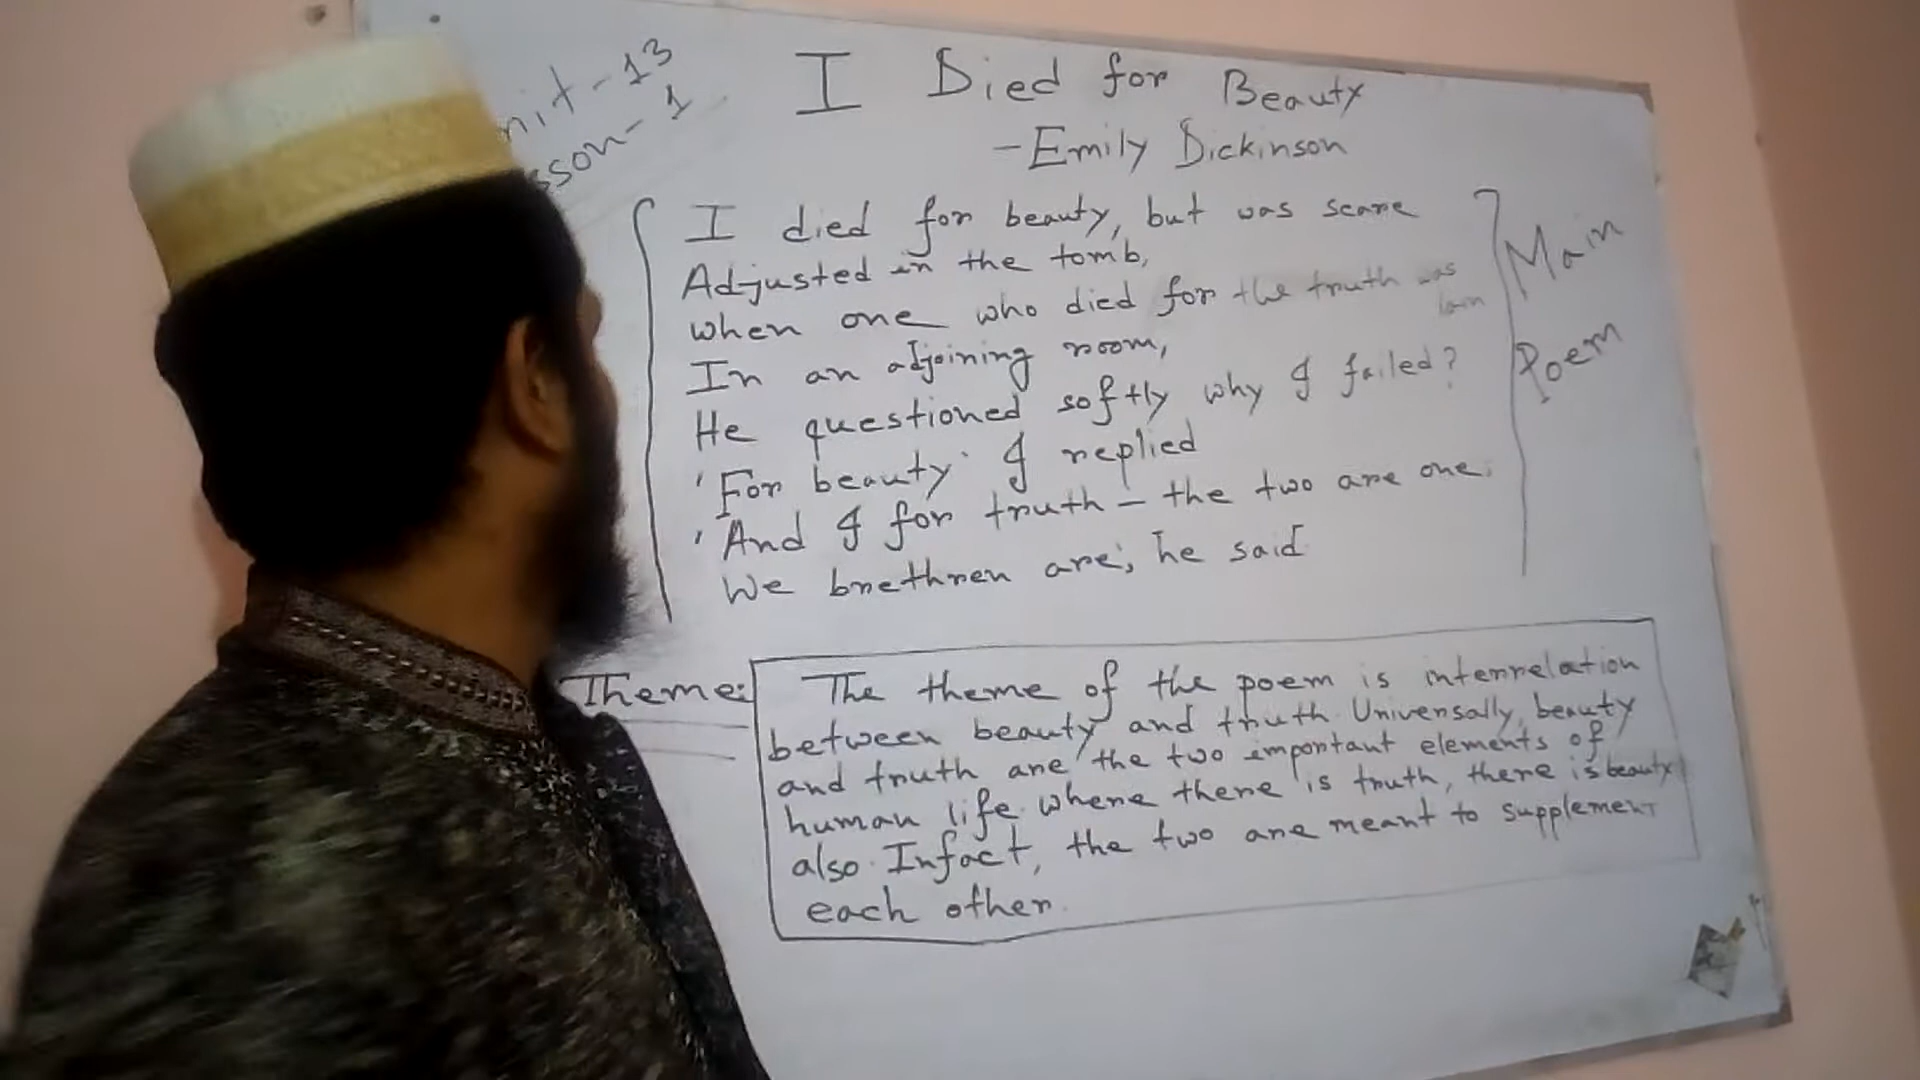 nit-13
sson-1
I Died for Beauty
-Emily Dickinson
I died for beauty, but was scare
Adjusted in the tomb,
when one who died for the truth was
lain
In an adjoining room,
He questioned softly why I failed?
'For beauty' I replied
'And I for truth - the two are one.
We brethren are', he said
Main
Poem
Theme:
The theme of the poem is interrelation
between beauty and truth. Universally, beauty
and truth are the two important elements of
human life. where there is truth, there is beauty
also. Infact, the two are meant to supplement
each other.